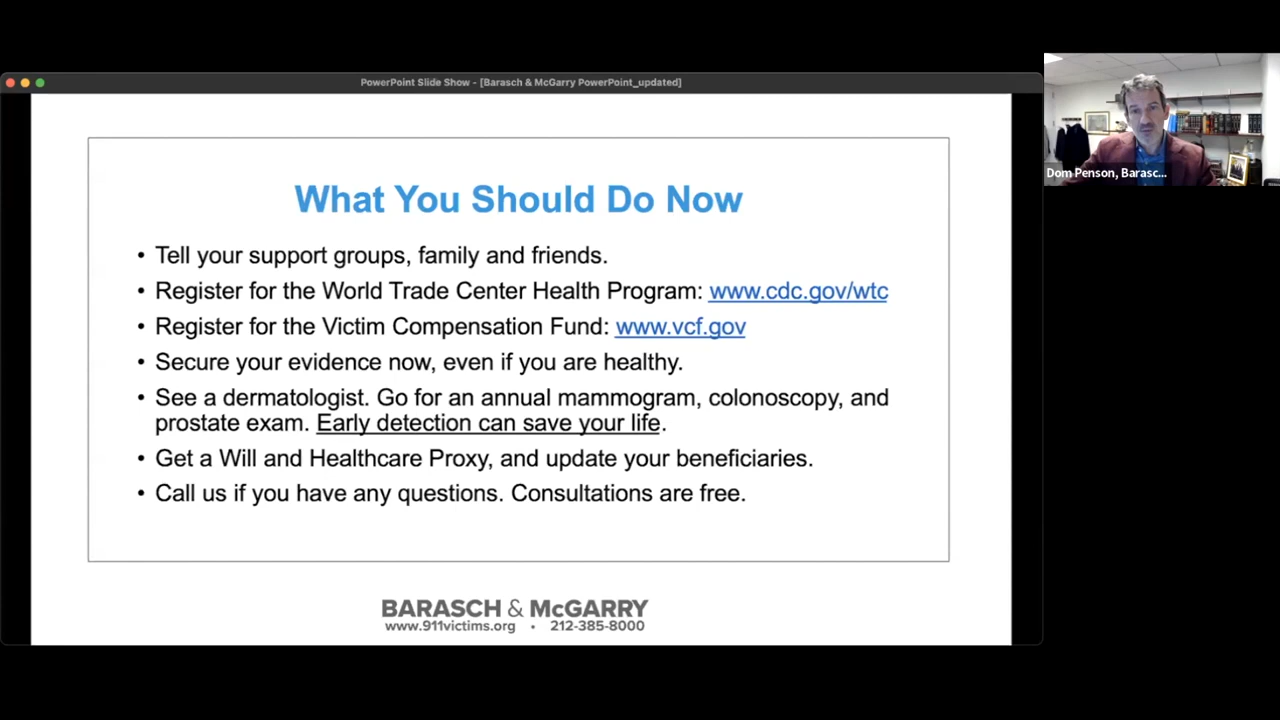 PowerPoint Slide Show - [Barasch & McGarry PowerPoint_updated]
What You Should Do Now
• Tell your support groups, family and friends.
• Register for the World Trade Center Health Program: www.cdc.gov/wtc
• Register for the Victim Compensation Fund: www.vcf.gov
• Secure your evidence now, even if you are healthy.
• See a dermatologist. Go for an annual mammogram, colonoscopy, and
prostate exam. Early detection can save your life.
• Get a Will and Healthcare Proxy, and update your beneficiaries.
• Call us if you have any questions. Consultations are free.
BARASCH & McGARRY
www.911victims.org • 212-385-8000
Dom Penson, Barasc...